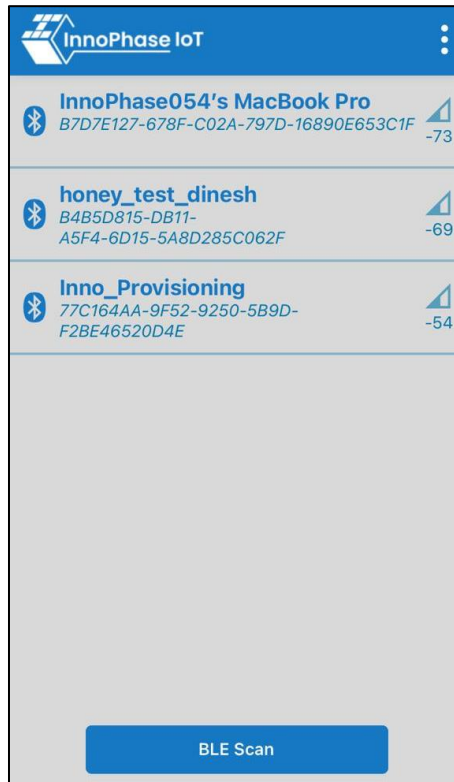 InnoPhase IoT
InnoPhase054's MacBook Pro
B7D7E127-678F-C02A-797D-16890E653C1F
-73
honey_test_dinesh
B4B5D815-DB11-
A5F4-6D15-5A8D285C062F
-69
Inno_Provisioning
77C164AA-9F52-9250-5B9D-
F2BE46520D4E
-54
BLE Scan